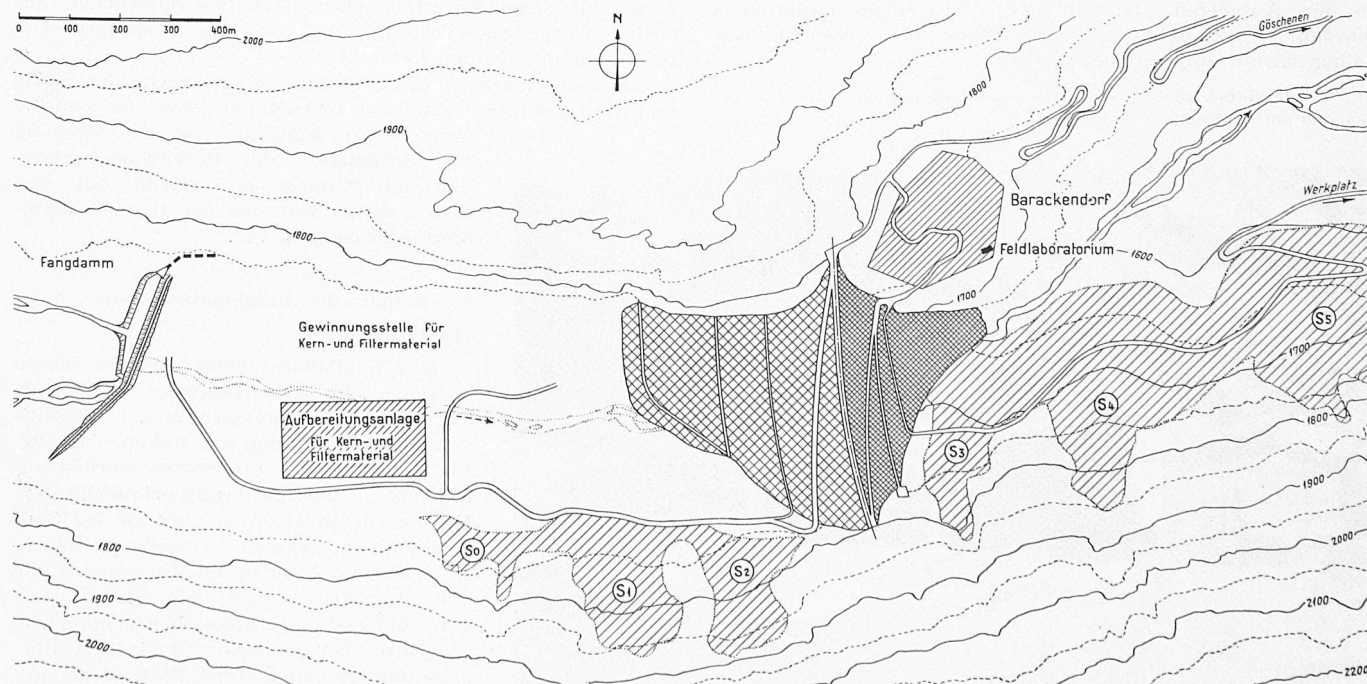 0 100 200 300 400m
N
2000
1900
1800
1800
Göschenen
Barackendorf
Werkplatz
Feldlaboratorium
1600
1700
Fangdamm
Gewinnungsstelle für
Kern- und Filtermaterial
Aufbereitungsanlage
für Kern- und
Filtermaterial
S5
1700
S4
1800
S3
1900
S0
S1
S2
2000
1800
1900
2000
2100
2200